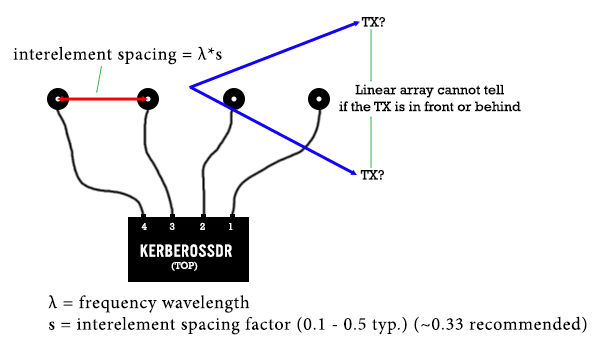 TX?
interelement spacing = λ*s
Linear array cannot tell
if the TX is in front or behind
TX?
4 3 2 1
KERBEROSSDR
(TOP)
λ = frequency wavelength
s = interelement spacing factor (0.1 - 0.5 typ.) (~0.33 recommended)